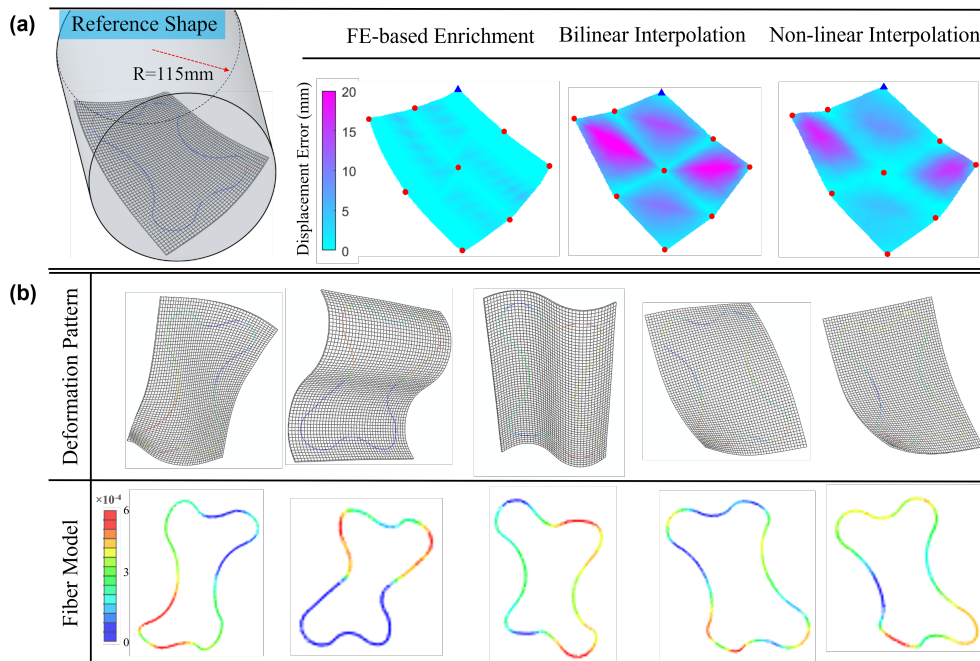 (a)
Reference Shape
R=115mm
FE-based Enrichment
Bilinear Interpolation
Non-linear Interpolation
Displacement Error (mm)
20
15
10
5
0
(b)
Deformation Pattern
Fiber Model
×10⁻⁴
6
3
0